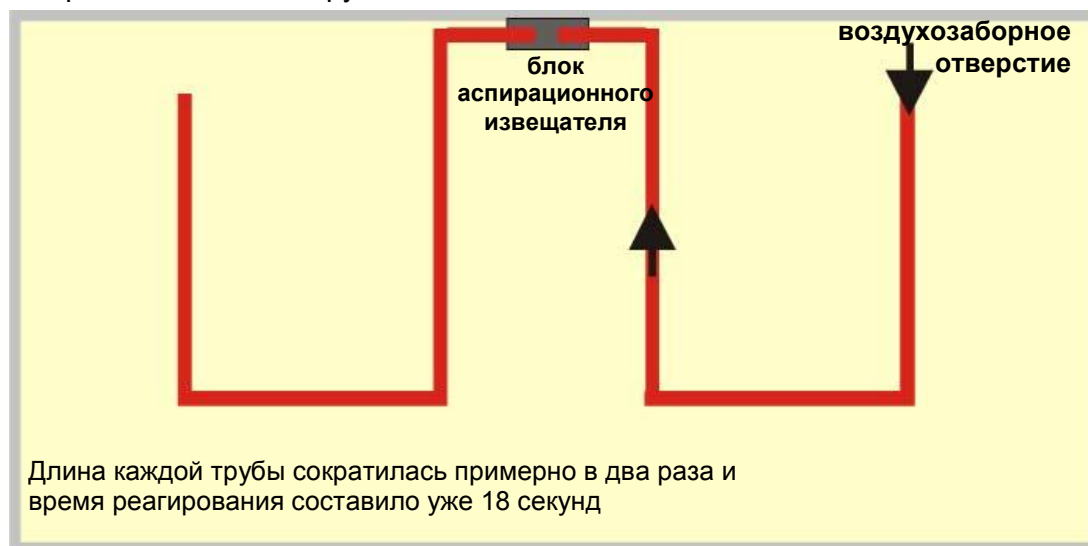 воздухозаборное
отверстие
блок
аспирационного
извещателя
Длина каждой трубы сократилась примерно в два раза и
время реагирования составило уже 18 секунд